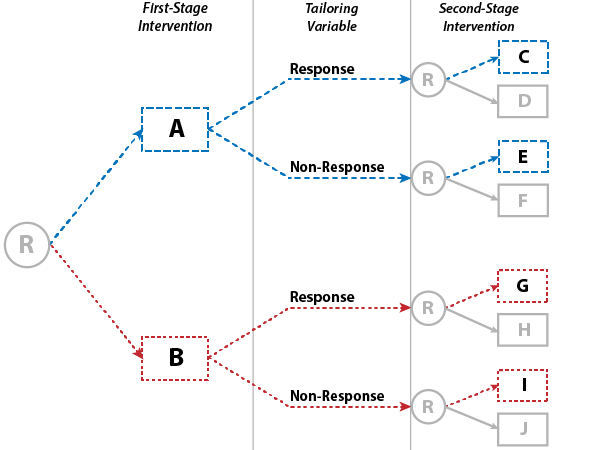 First-Stage
Intervention
Tailoring
Variable
Second-Stage
Intervention
R
A
Response
R
C
D
Non-Response
R
E
F
B
Response
R
G
H
Non-Response
R
I
J